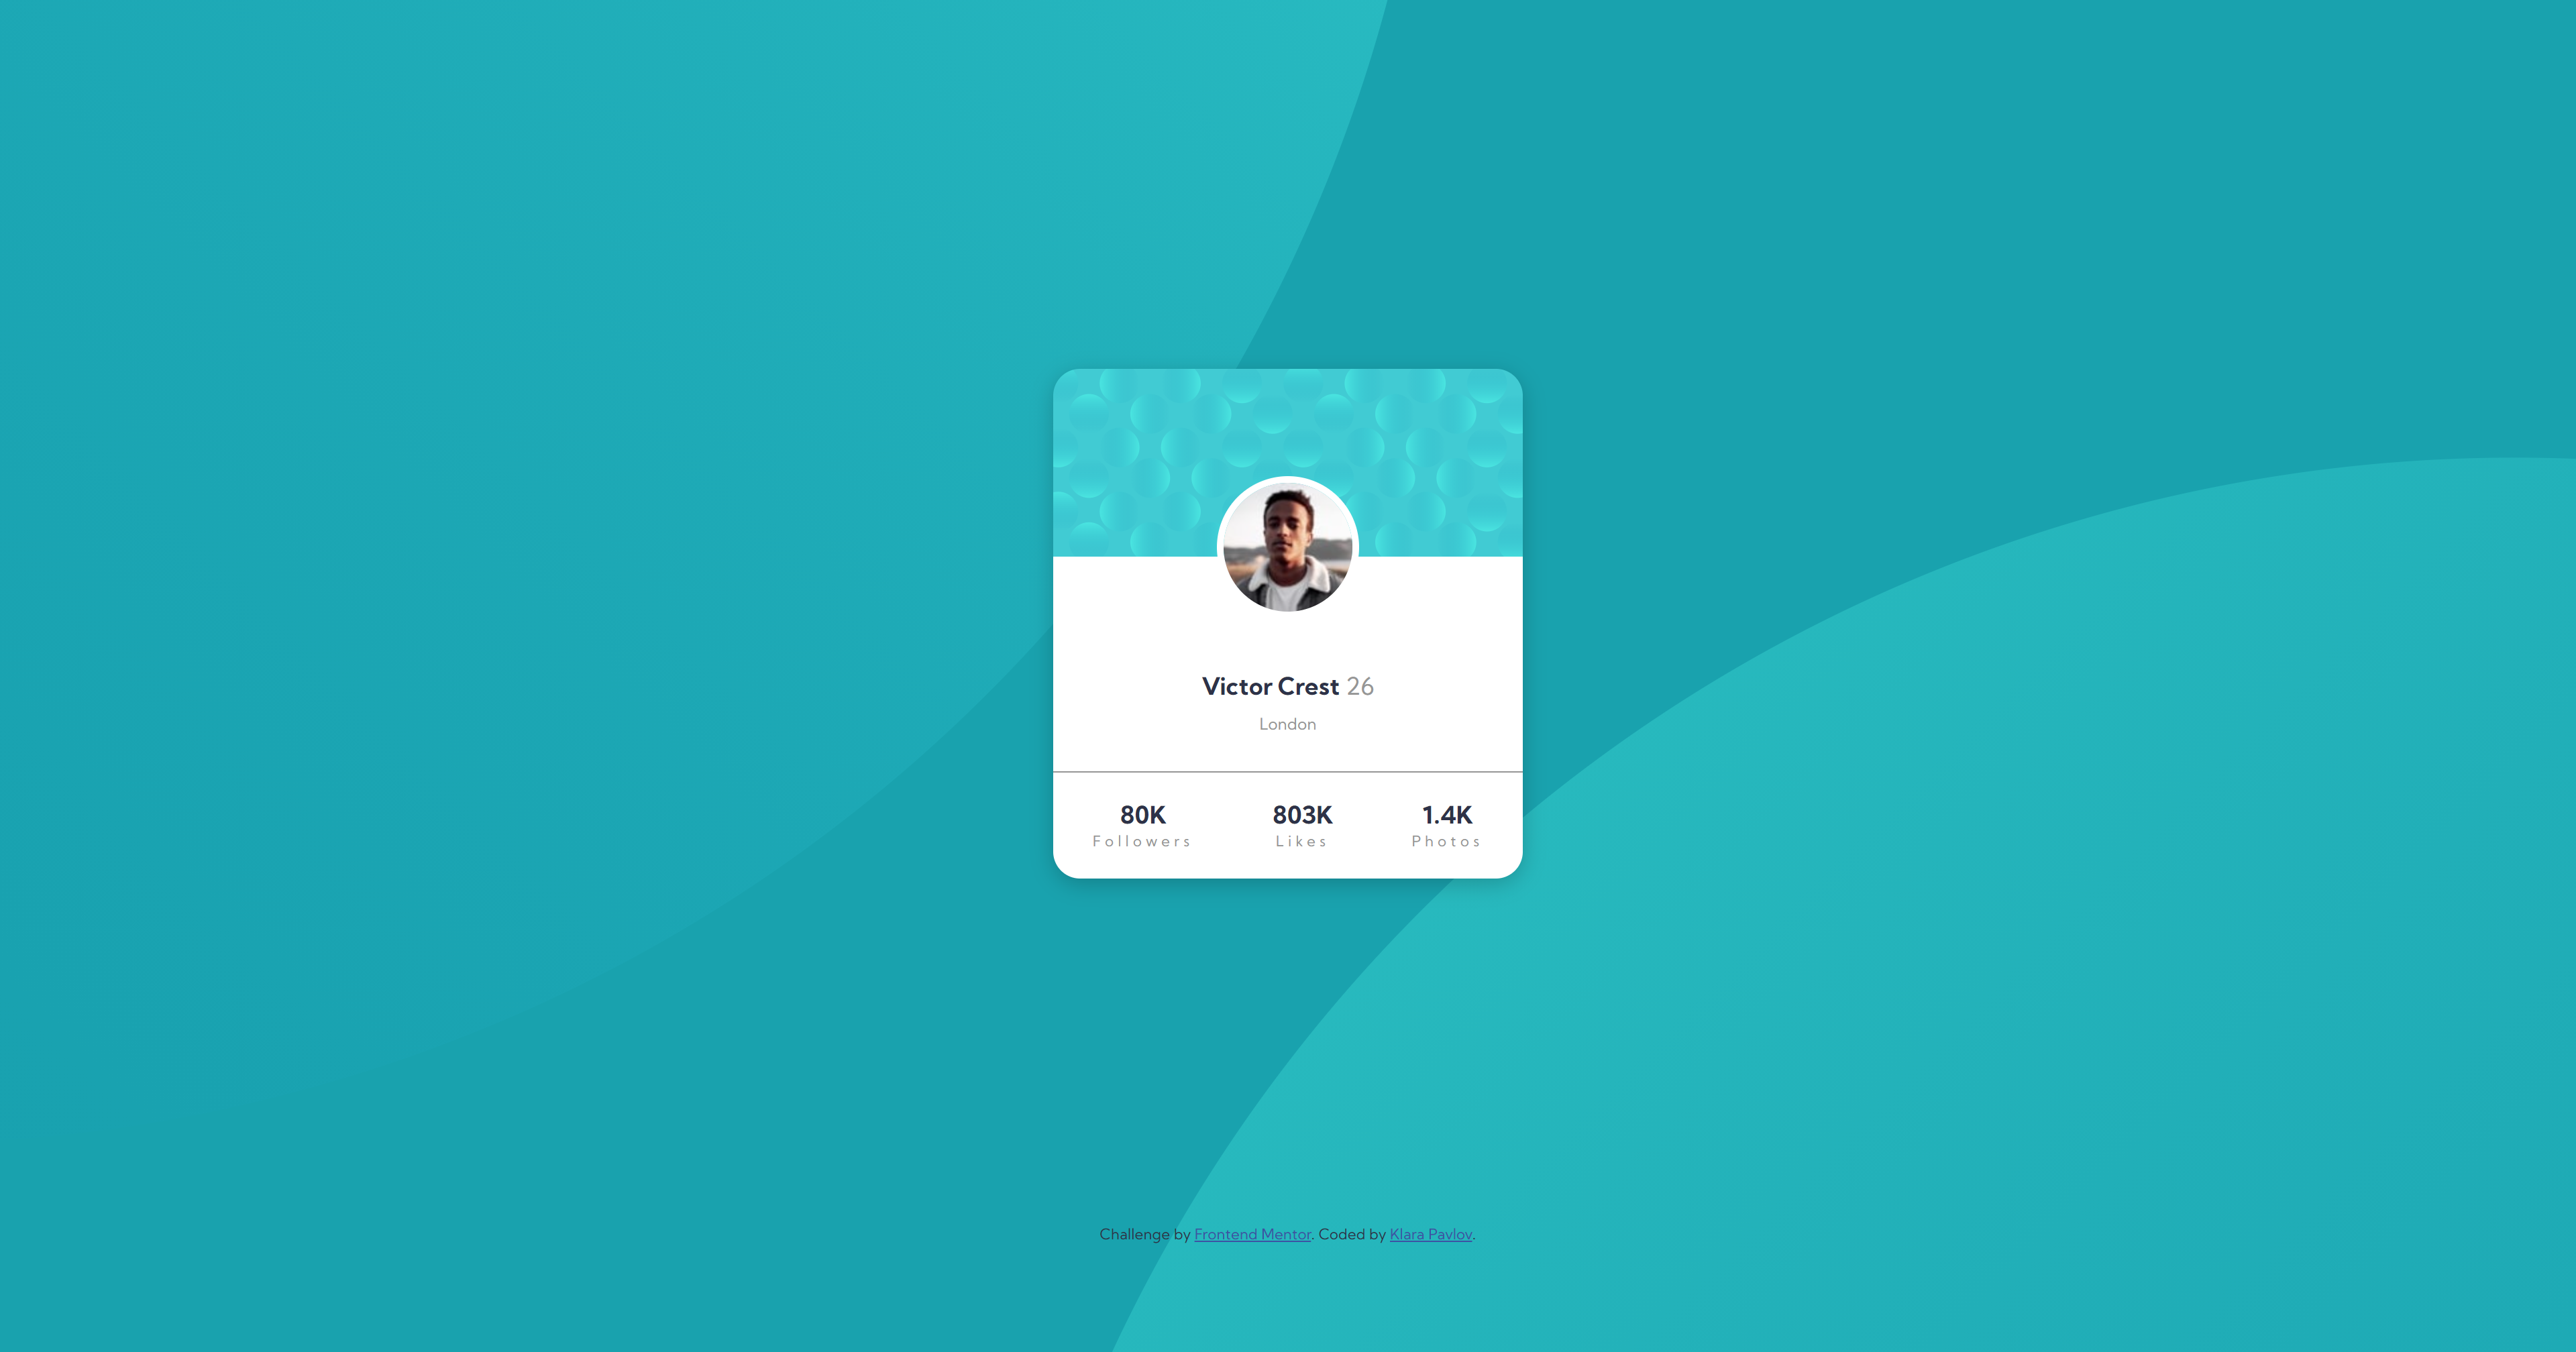 Victor Crest 26
London
80K 803K 1.4K
Followers Likes Photos
Challenge by Frontend Mentor. Coded by Klara Pavlov.